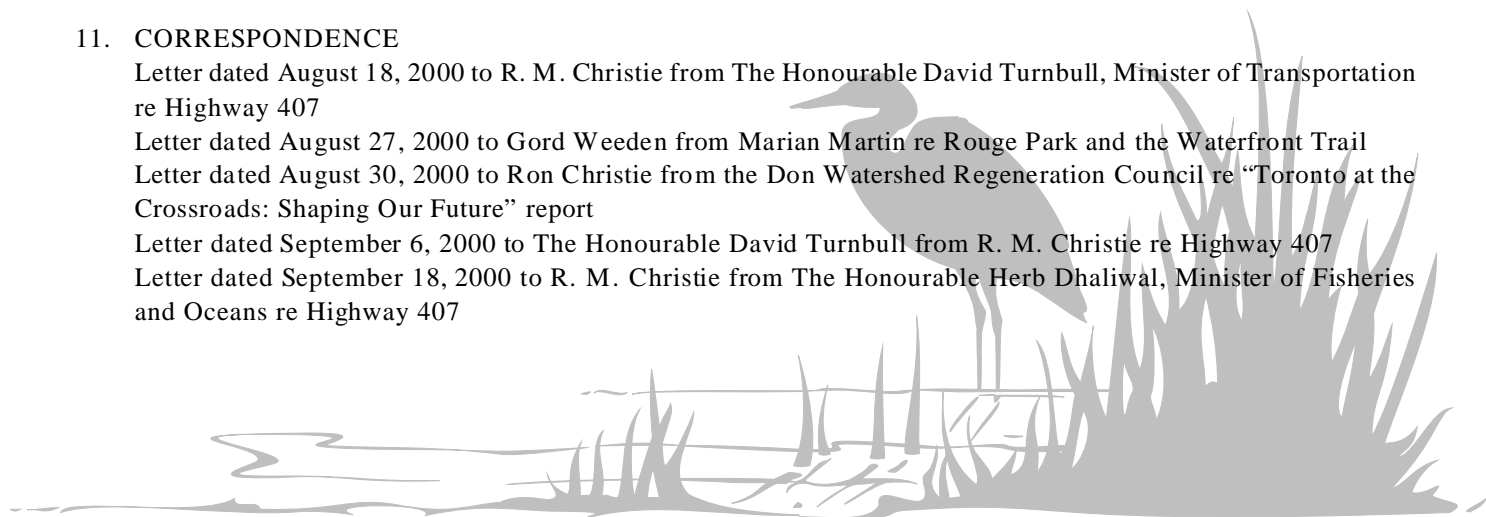 11. CORRESPONDENCE
Letter dated August 18, 2000 to R. M. Christie from The Honourable David Turnbull, Minister of Transportation
re Highway 407
Letter dated August 27, 2000 to Gord Weeden from Marian Martin re Rouge Park and the Waterfront Trail
Letter dated August 30, 2000 to Ron Christie from the Don Watershed Regeneration Council re “Toronto at the
Crossroads: Shaping Our Future” report
Letter dated September 6, 2000 to The Honourable David Turnbull from R. M. Christie re Highway 407
Letter dated September 18, 2000 to R. M. Christie from The Honourable Herb Dhaliwal, Minister of Fisheries
and Oceans re Highway 407